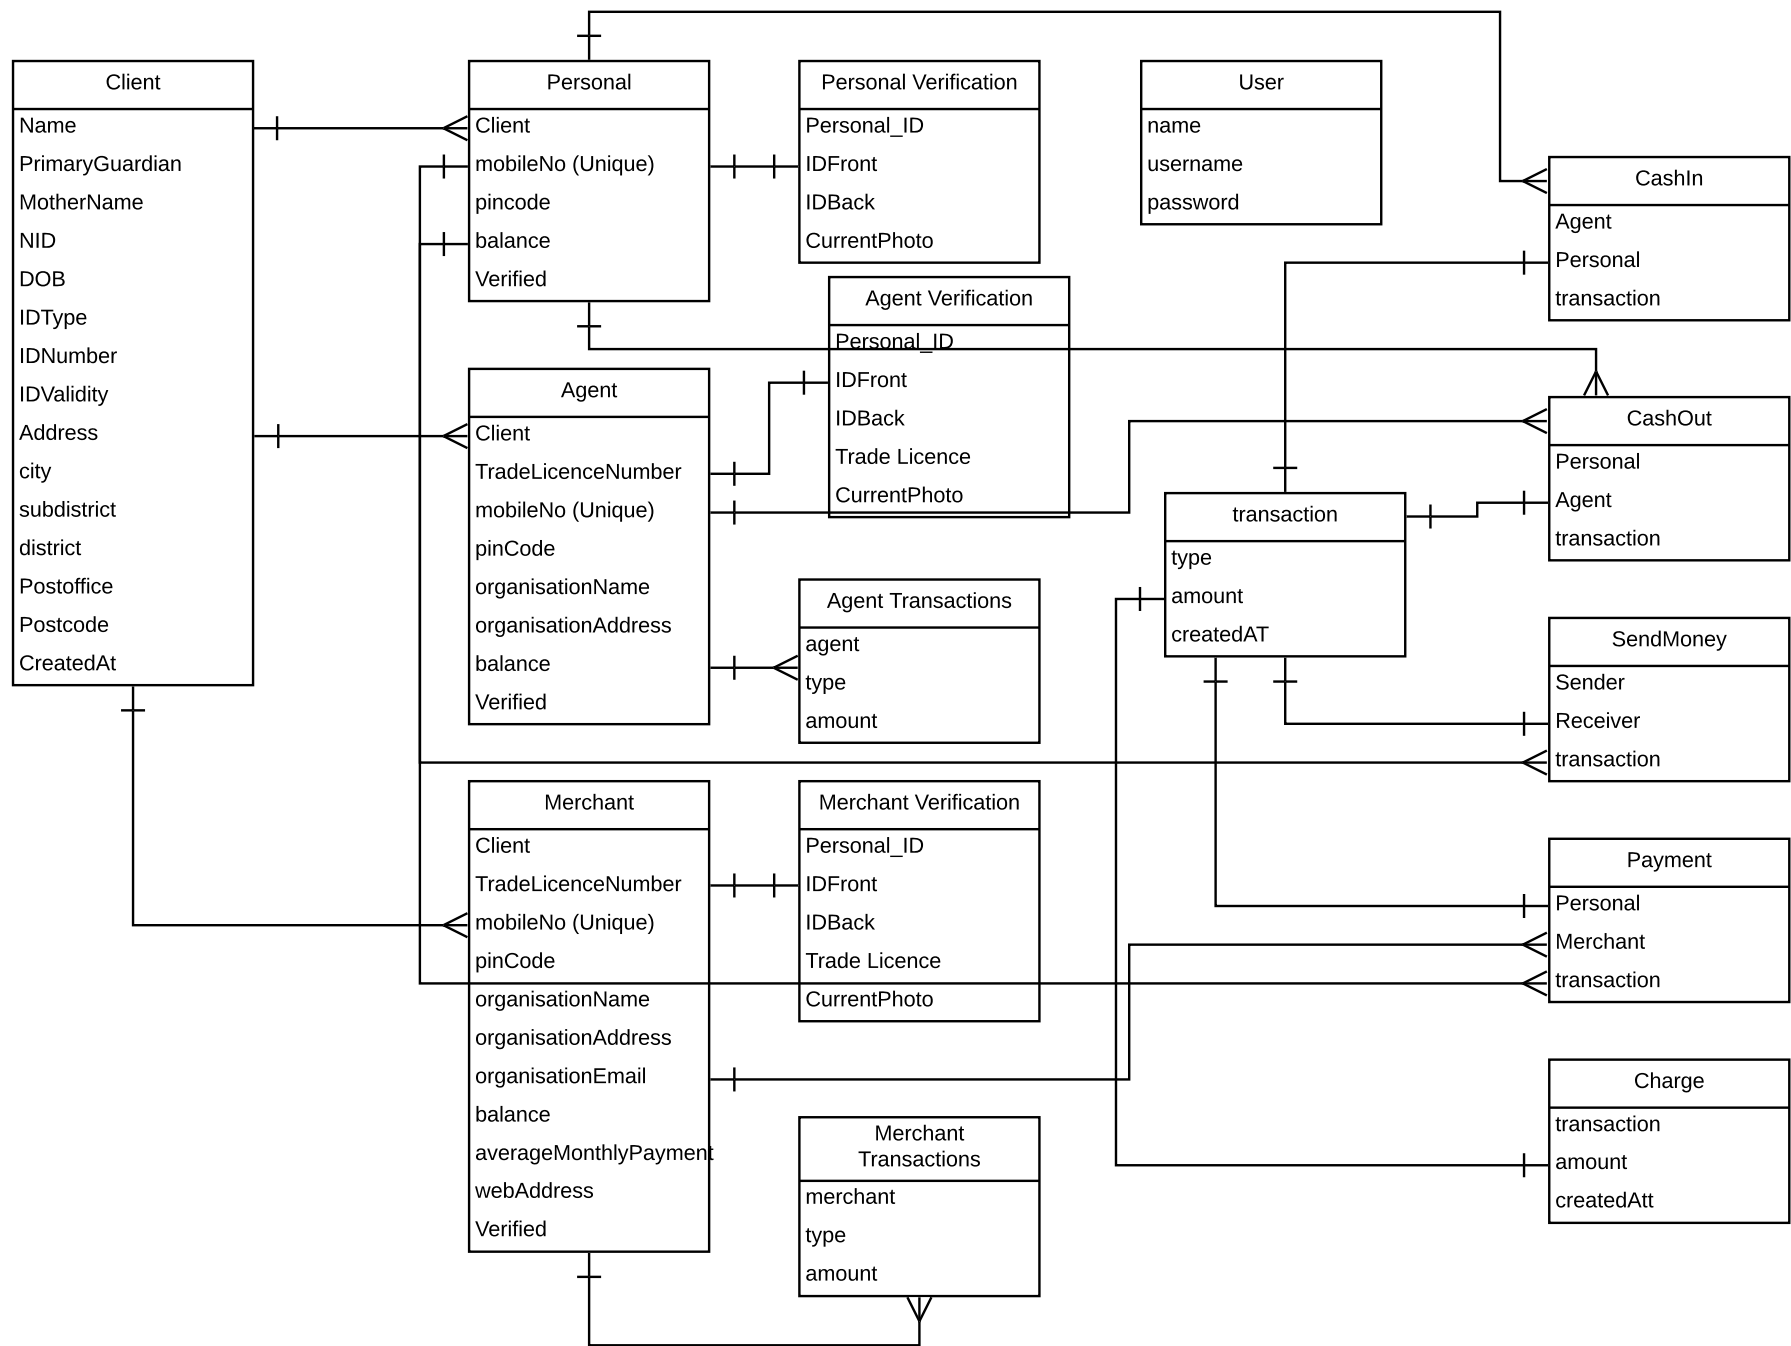 Client
Name
PrimaryGuardian
MotherName
NID
DOB
IDType
IDNumber
IDValidity
Address
city
subdistrict
district
Postoffice
Postcode
CreatedAt
Personal
Client
mobileNo (Unique)
pincode
balance
Verified
Personal Verification
Personal_ID
IDFront
IDBack
CurrentPhoto
User
name
username
password
CashIn
Agent
Personal
transaction
Agent Verification
Personal_ID
IDFront
IDBack
Trade Licence
CurrentPhoto
Agent
Client
TradeLicenceNumber
mobileNo (Unique)
pinCode
organisationName
organisationAddress
balance
Verified
CashOut
Personal
Agent
transaction
transaction
type
amount
createdAT
Agent Transactions
agent
type
amount
SendMoney
Sender
Receiver
transaction
Merchant
Client
TradeLicenceNumber
mobileNo (Unique)
pinCode
organisationName
organisationAddress
organisationEmail
balance
averageMonthlyPayment
webAddress
Verified
Merchant Verification
Personal_ID
IDFront
IDBack
Trade Licence
CurrentPhoto
Payment
Personal
Merchant
transaction
Merchant
Transactions
merchant
type
amount
Charge
transaction
amount
createdAtt